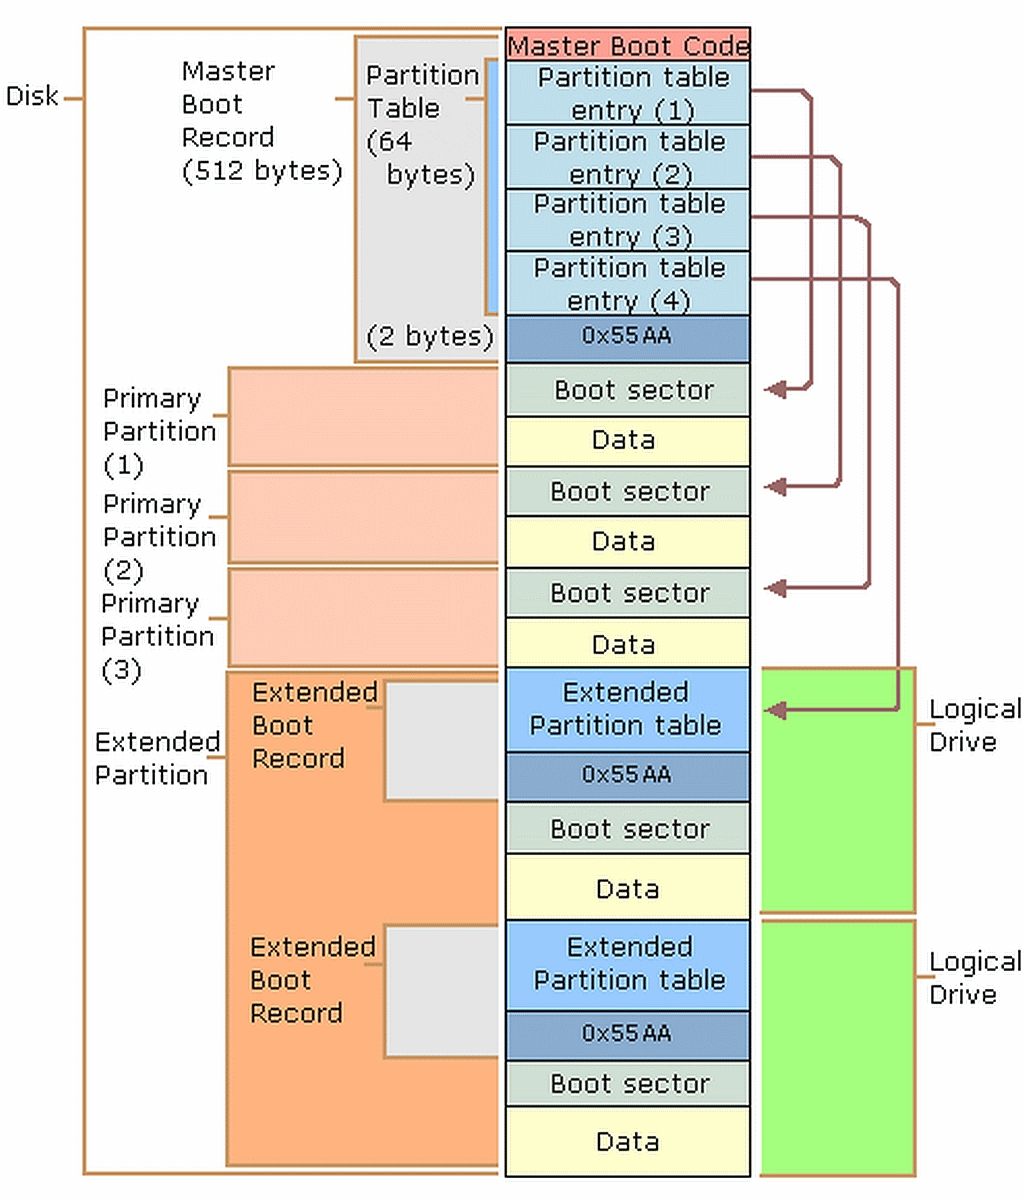 Disk
Master
Boot
Record
(512 bytes)
Partition
Table
(64
bytes)
(2 bytes)
Master Boot Code
Partition table
entry (1)
Partition table
entry (2)
Partition table
entry (3)
Partition table
entry (4)
0x55AA
Primary
Partition
(1)
Boot sector
Data
Primary
Partition
(2)
Boot sector
Data
Primary
Partition
(3)
Boot sector
Data
Extended
Partition
Extended
Boot
Record
Extended
Partition table
0x55AA
Boot sector
Data
Logical
Drive
Extended
Boot
Record
Extended
Partition table
0x55AA
Boot sector
Data
Logical
Drive